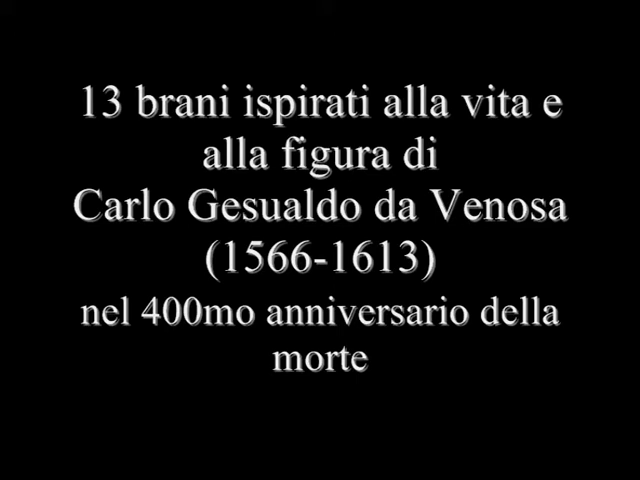 13 brani ispirati alla vita e
alla figura di
Carlo Gesualdo da Venosa
(1566-1613)
nel 400mo anniversario della
morte